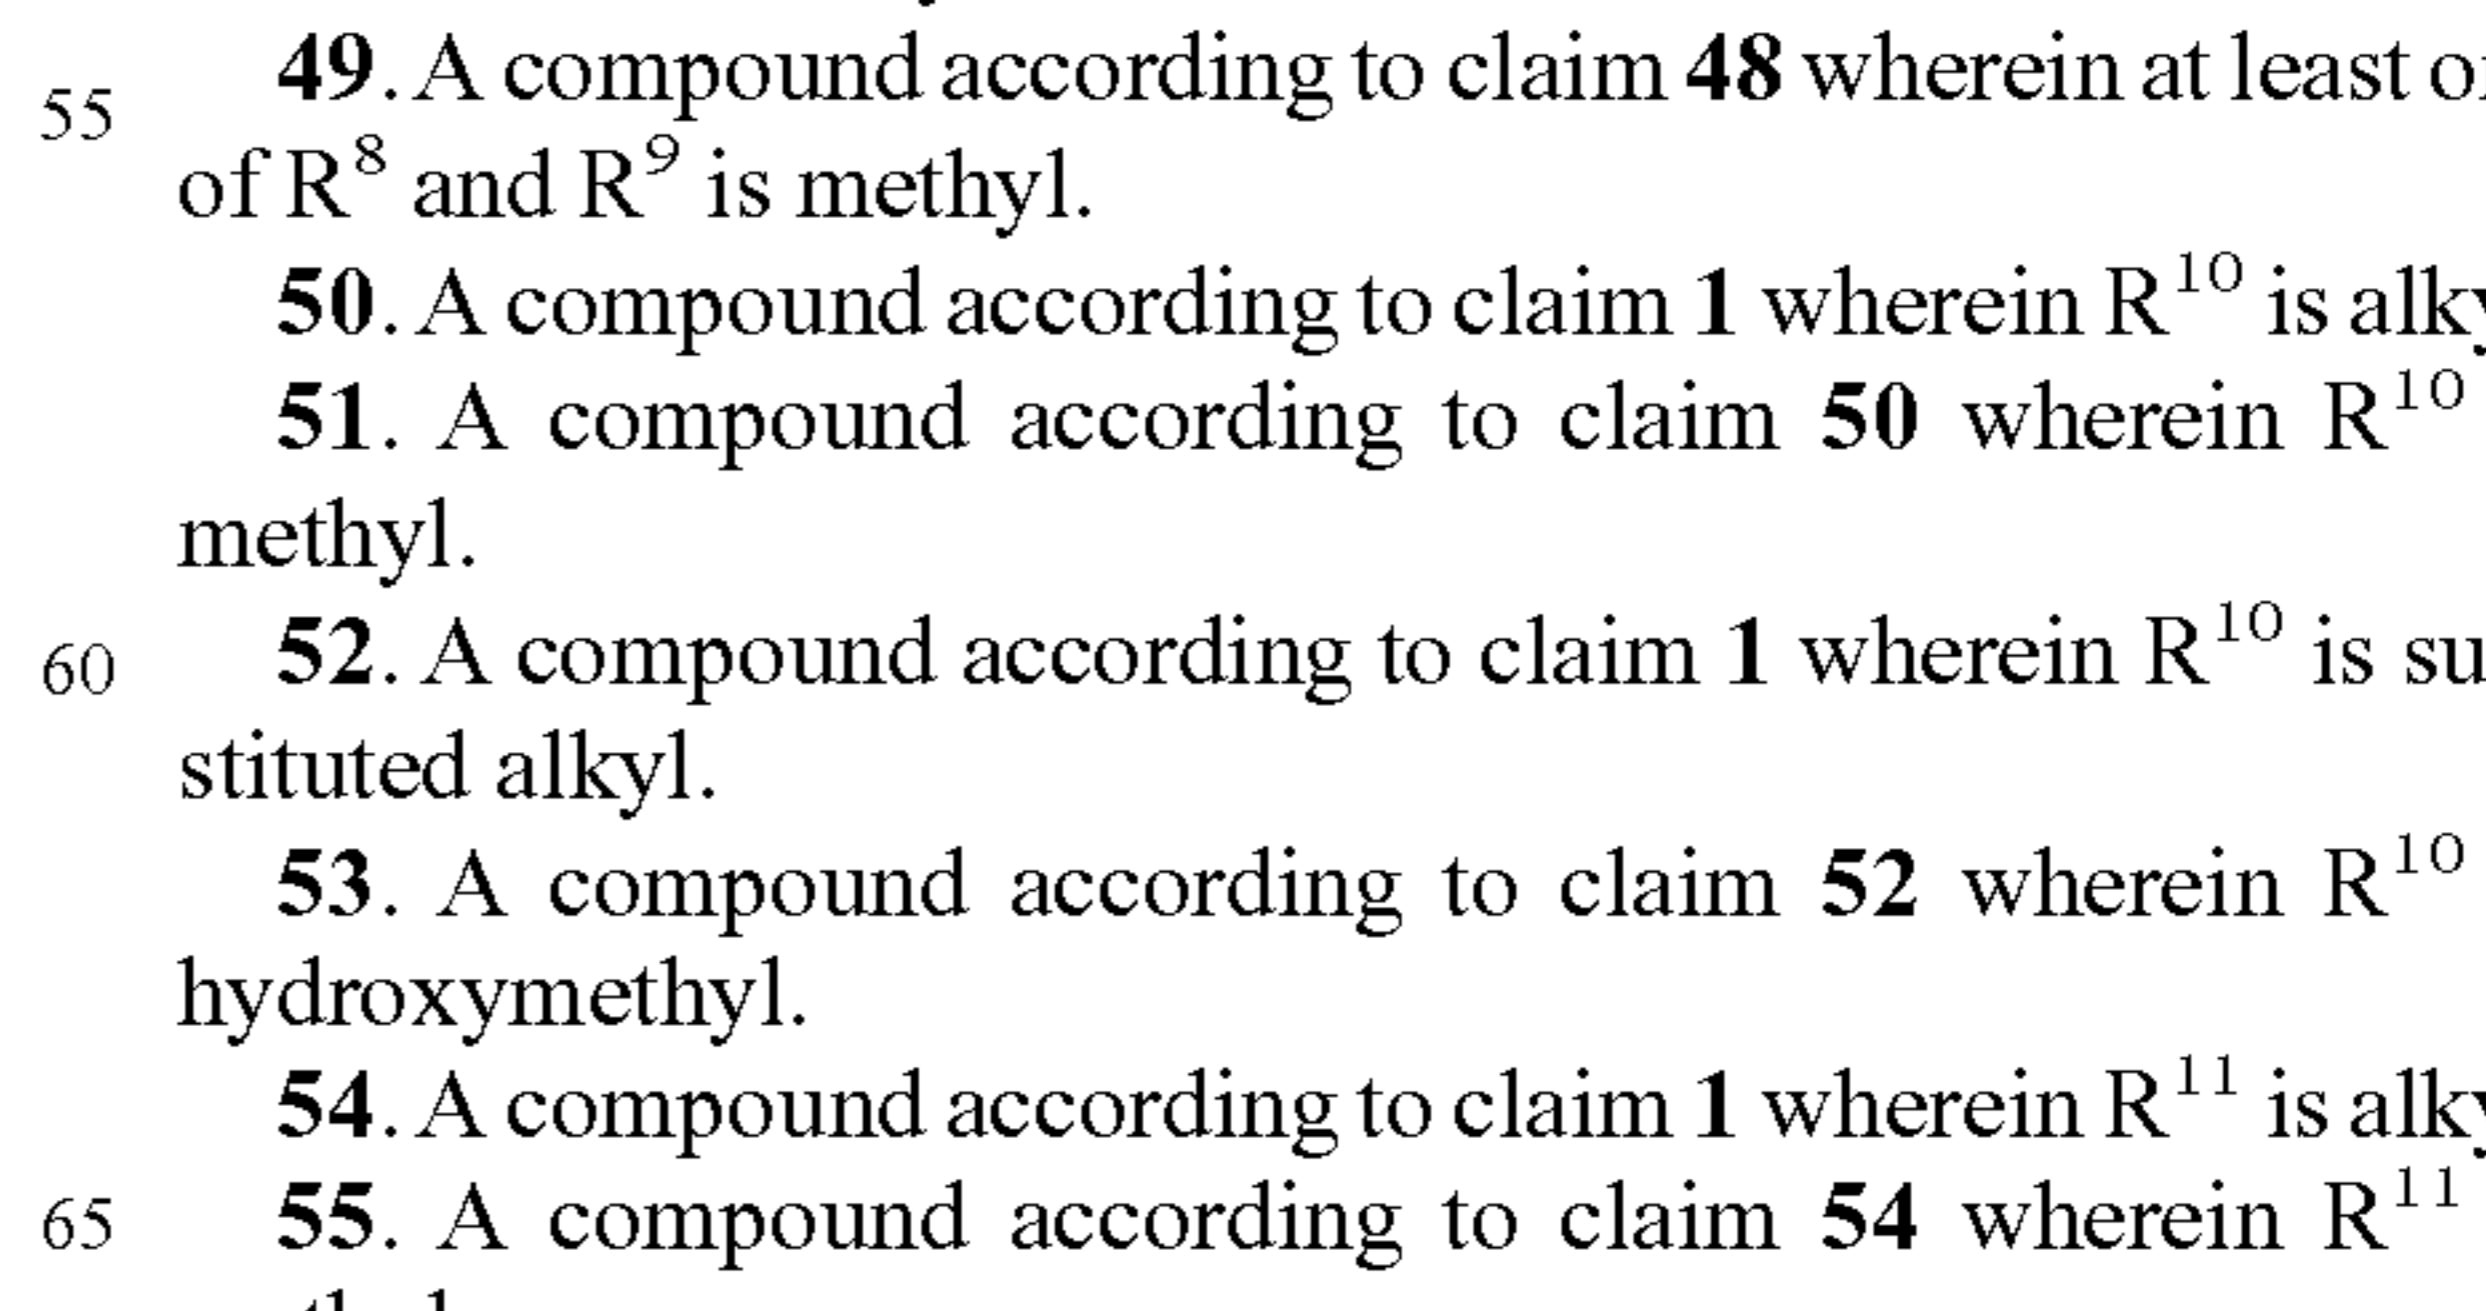 49. A compound according to claim 48 wherein at least
55
of R⁸ and R⁹ is methyl.
50. A compound according to claim 1 wherein R¹⁰ is
51. A compound according to claim 50 wherein R¹⁰
methyl.
60 52. A compound according to claim 1 wherein R¹⁰ is su
stituted alkyl.
53. A compound according to claim 52 wherein R¹⁰
hydroxymethyl.
54. A compound according to claim 1 wherein R¹¹ is
65 55. A compound according to claim 54 wherein R¹¹